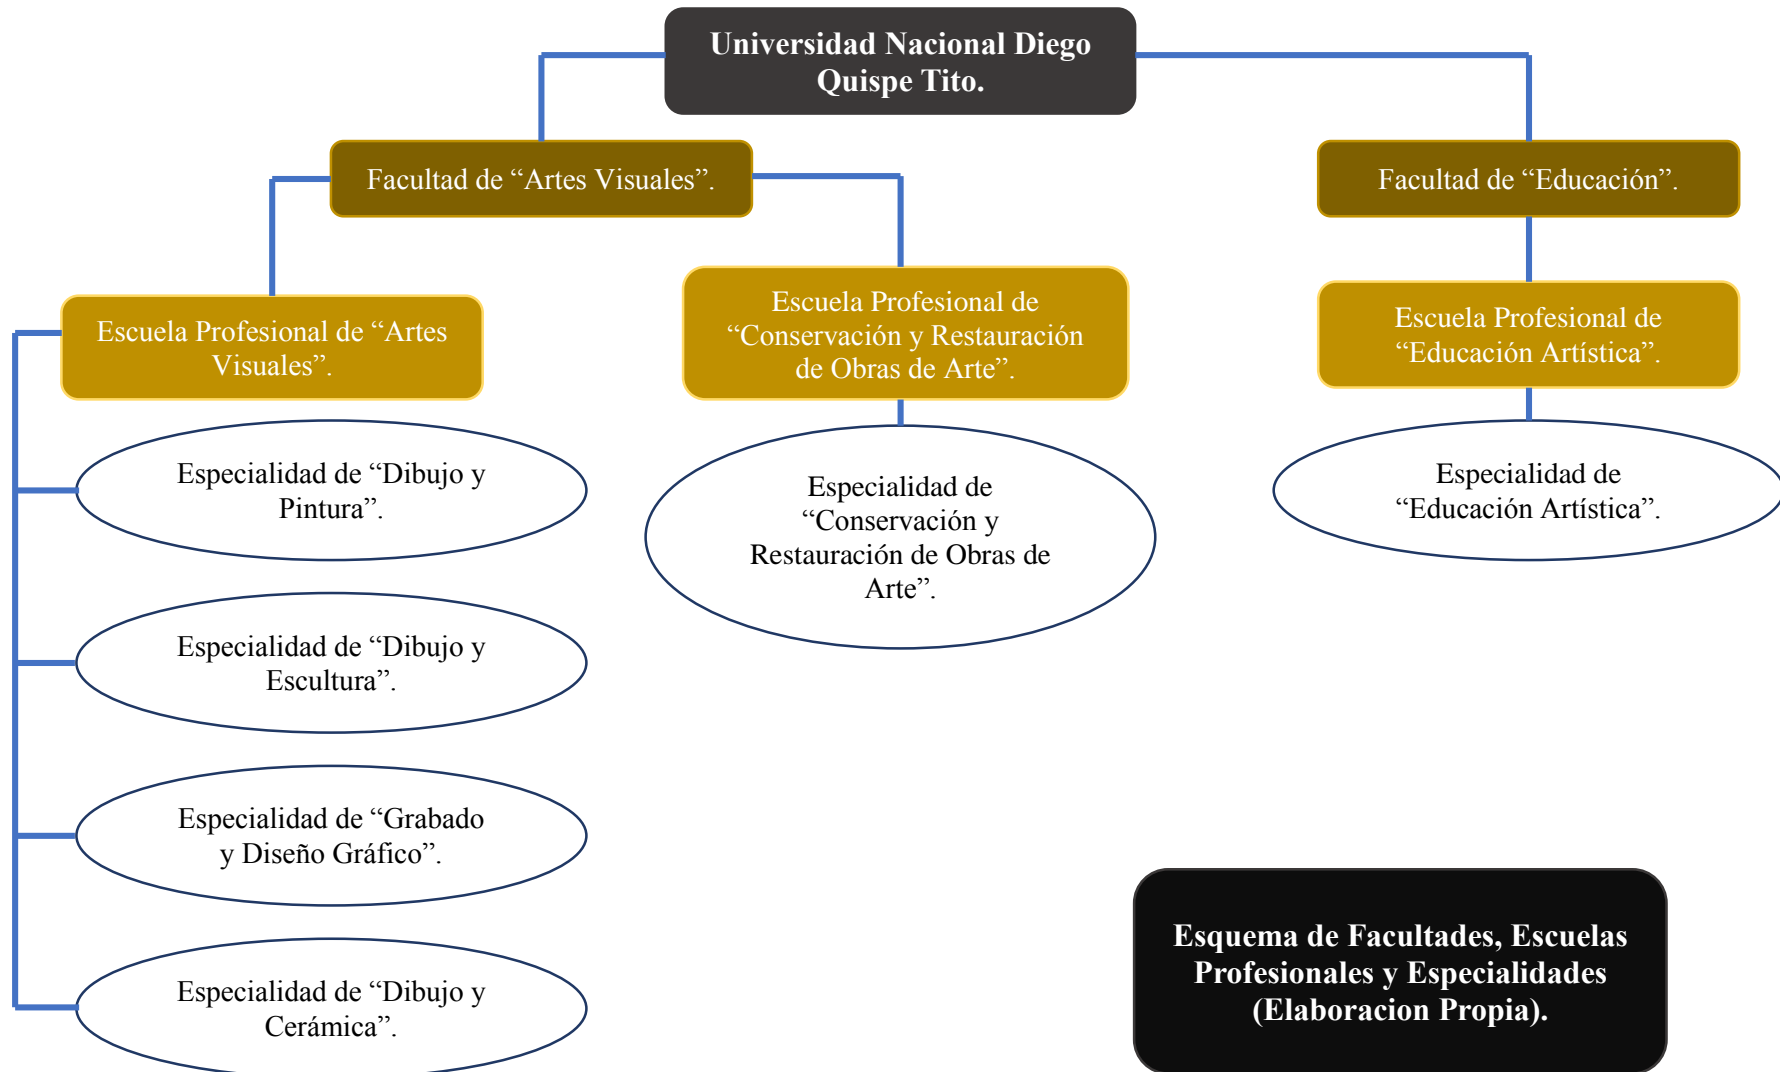 Universidad Nacional Diego
Quispe Tito.
Facultad de “Artes Visuales”.
Facultad de “Educación”.
Escuela Profesional de “Artes
Visuales”.
Escuela Profesional de
“Conservación y Restauración
de Obras de Arte”.
Escuela Profesional de
“Educación Artística”.
Especialidad de “Dibujo y
Pintura”.
Especialidad de
“Conservación y
Restauración de Obras de
Arte”.
Especialidad de
“Educación Artística”.
Especialidad de “Dibujo y
Escultura”.
Especialidad de “Grabado
y Diseño Gráfico”.
Especialidad de “Dibujo y
Cerámica”.
Esquema de Facultades, Escuelas
Profesionales y Especialidades
(Elaboracion Propia).